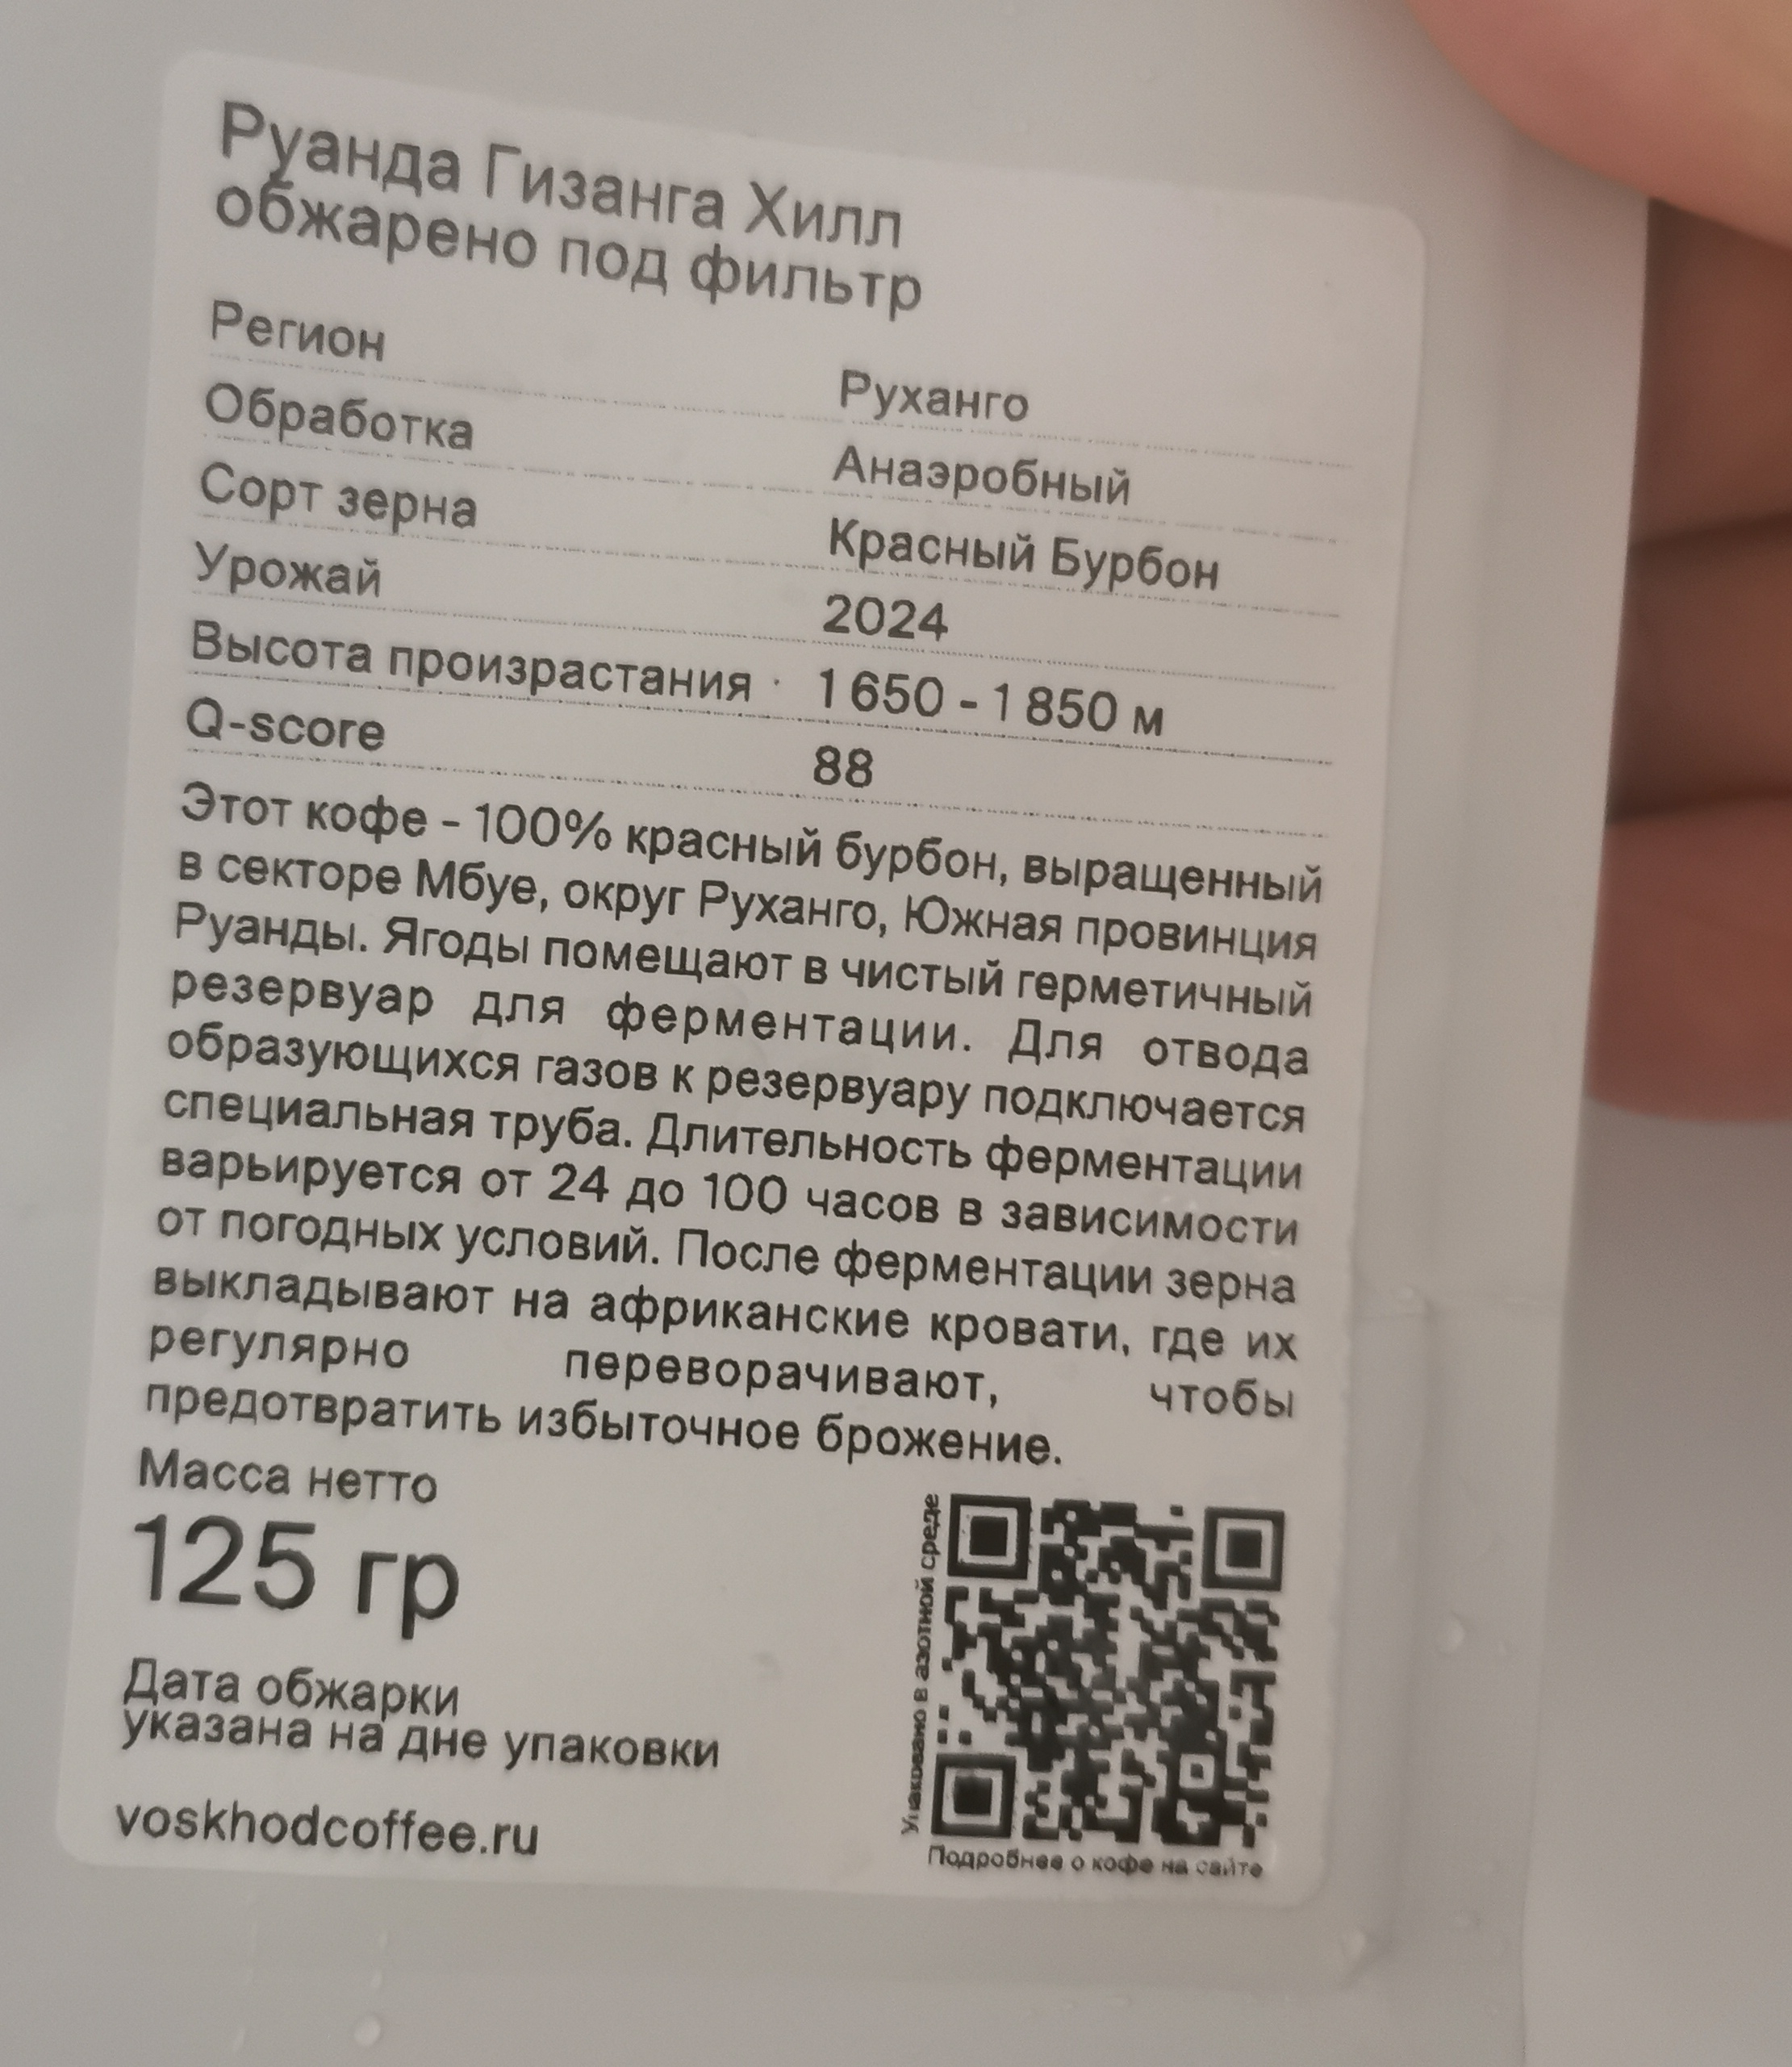 Руанда Гизанга Хилл
обжарено под фильтр
Регион Руханго
Обработка Анаэробный
Сорт зерна Красный Бурбон
Урожай 2024
Высота произрастания 1 650 - 1 850 м
Q-score 88
Этот кофе - 100% красный бурбон, выращенный
в секторе Мбуе, округ Руханго, Южная провинция
Руанды. Ягоды помещают в чистый герметичный
резервуар для ферментации. Для отвода
образующихся газов к резервуару подключается
специальная труба. Длительность ферментации
варьируется от 24 до 100 часов в зависимости
от погодных условий. После ферментации зерна
выкладывают на африканские кровати, где их
регулярно переворачивают, чтобы
предотвратить избыточное брожение.
Масса нетто
125 гр
Дата обжарки
указана на дне упаковки
voskhodcoffee.ru
Упаковано в азотной среде
Подробнее о кофе на сайте